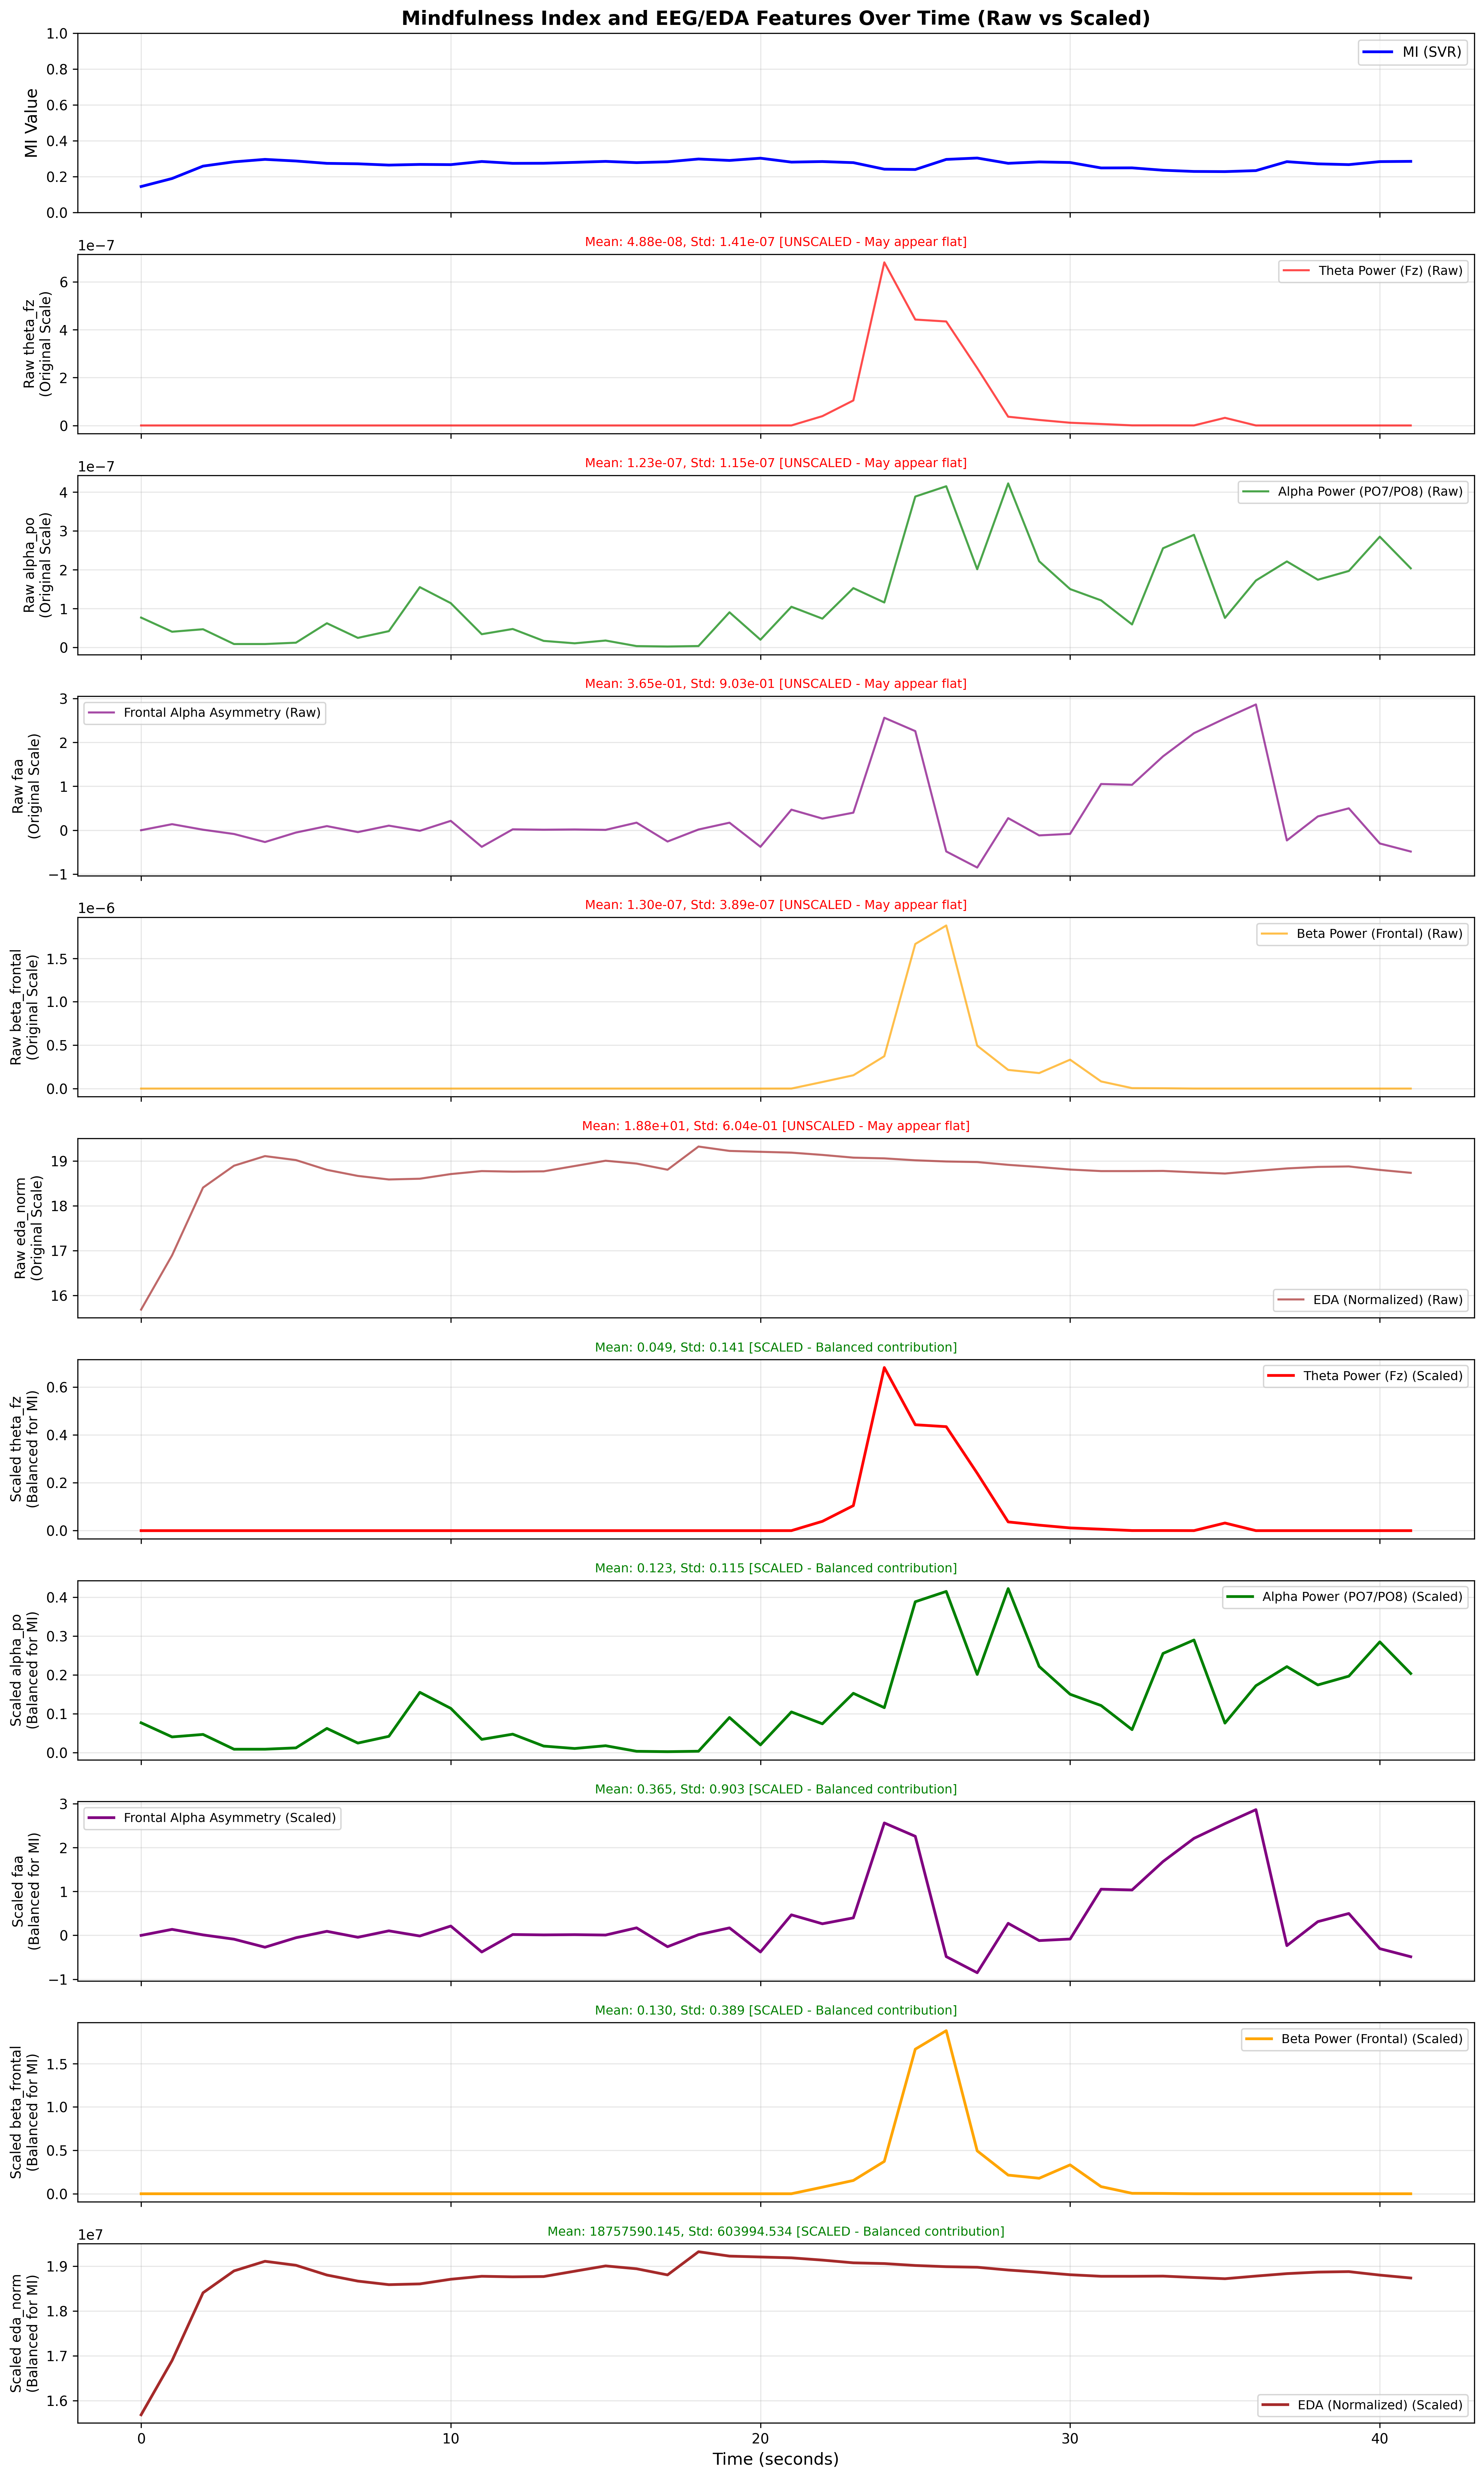 Mindfulness Index and EEG/EDA Features Over Time (Raw vs Scaled)
MI Value
1.0
0.8
0.6
0.4
0.2
0.0
MI (SVR)
1e−7
Mean: 4.88e-08, Std: 1.41e-07 [UNSCALED - May appear flat]
Raw theta_fz
(Original Scale)
6
4
2
0
Theta Power (Fz) (Raw)
1e−7
Mean: 1.23e-07, Std: 1.15e-07 [UNSCALED - May appear flat]
Raw alpha_po
(Original Scale)
4
3
2
1
0
Alpha Power (PO7/PO8) (Raw)
Mean: 3.65e-01, Std: 9.03e-01 [UNSCALED - May appear flat]
Raw faa
(Original Scale)
3
2
1
0
−1
Frontal Alpha Asymmetry (Raw)
1e−6
Mean: 1.30e-07, Std: 3.89e-07 [UNSCALED - May appear flat]
Raw beta_frontal
(Original Scale)
1.5
1.0
0.5
0.0
Beta Power (Frontal) (Raw)
Mean: 1.88e+01, Std: 6.04e-01 [UNSCALED - May appear flat]
Raw eda_norm
(Original Scale)
19
18
17
16
EDA (Normalized) (Raw)
Mean: 0.049, Std: 0.141 [SCALED - Balanced contribution]
Scaled theta_fz
(Balanced for MI)
0.6
0.4
0.2
0.0
Theta Power (Fz) (Scaled)
Mean: 0.123, Std: 0.115 [SCALED - Balanced contribution]
Scaled alpha_po
(Balanced for MI)
0.4
0.3
0.2
0.1
0.0
Alpha Power (PO7/PO8) (Scaled)
Mean: 0.365, Std: 0.903 [SCALED - Balanced contribution]
Scaled faa
(Balanced for MI)
3
2
1
0
−1
Frontal Alpha Asymmetry (Scaled)
Mean: 0.130, Std: 0.389 [SCALED - Balanced contribution]
Scaled beta_frontal
(Balanced for MI)
1.5
1.0
0.5
0.0
Beta Power (Frontal) (Scaled)
1e7
Mean: 18757590.145, Std: 603994.534 [SCALED - Balanced contribution]
Scaled eda_norm
(Balanced for MI)
1.9
1.8
1.7
1.6
EDA (Normalized) (Scaled)
0 10 20 30 40
Time (seconds)